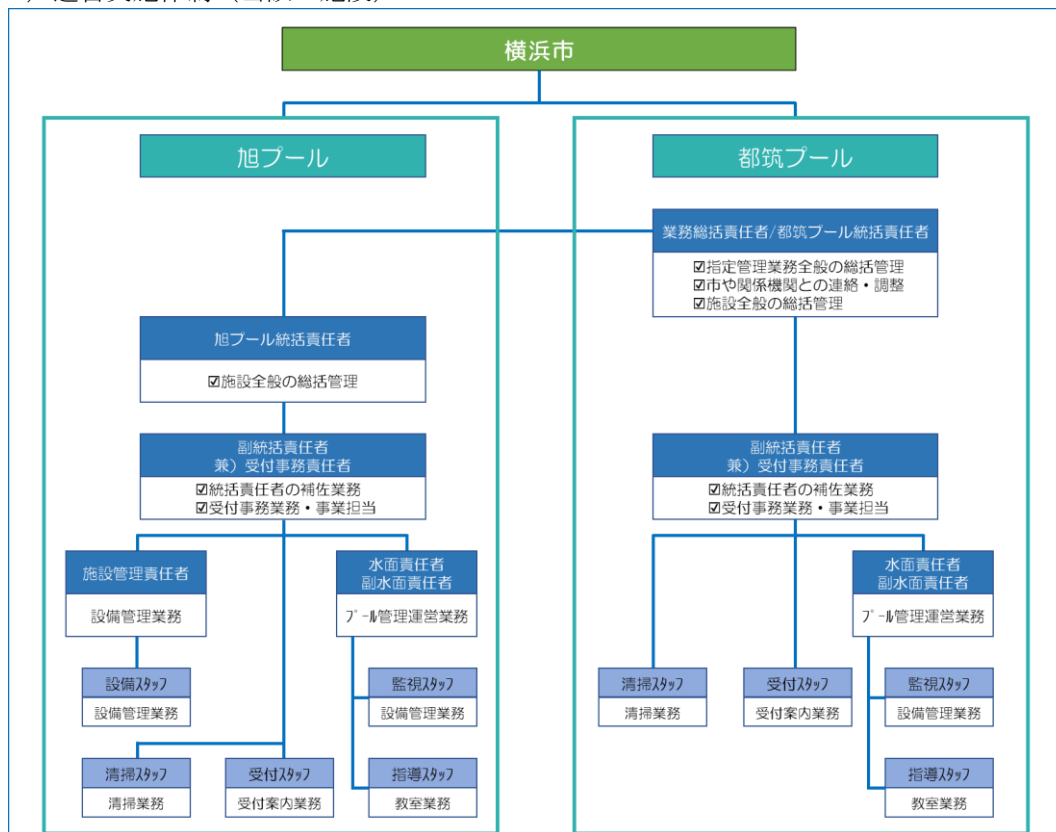 横浜市
旭プール
都筑プール
業務総括責任者/都筑プール統括責任者
☑指定管理業務全般の総括管理
☑市や関係機関との連絡・調整
☑施設全般の総括管理
旭プール統括責任者
☑施設全般の総括管理
副統括責任者
兼）受付事務責任者
☑統括責任者の補佐業務
☑受付事務業務・事業担当
副統括責任者
兼）受付事務責任者
☑統括責任者の補佐業務
☑受付事務業務・事業担当
施設管理責任者
設備管理業務
水面責任者
副水面責任者
ﾌﾟｰﾙ管理運営業務
水面責任者
副水面責任者
ﾌﾟｰﾙ管理運営業務
設備ｽﾀｯﾌ
設備管理業務
監視ｽﾀｯﾌ
設備管理業務
清掃ｽﾀｯﾌ
清掃業務
受付ｽﾀｯﾌ
受付案内業務
監視ｽﾀｯﾌ
設備管理業務
清掃ｽﾀｯﾌ
清掃業務
受付ｽﾀｯﾌ
受付案内業務
指導ｽﾀｯﾌ
教室業務
指導ｽﾀｯﾌ
教室業務